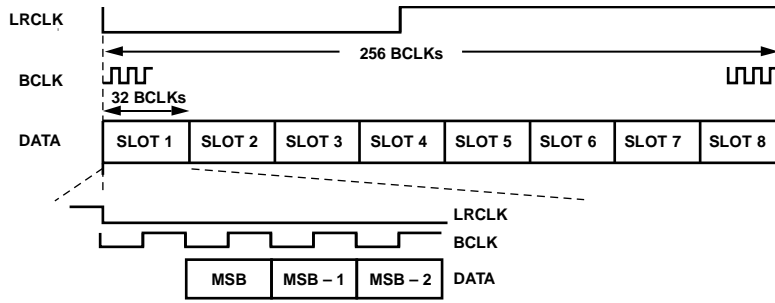 LRCLK
256 BCLKs
BCLK
32 BCLKs
DATA SLOT 1 SLOT 2 SLOT 3 SLOT 4 SLOT 5 SLOT 6 SLOT 7 SLOT 8
LRCLK
BCLK
MSB MSB – 1 MSB – 2 DATA